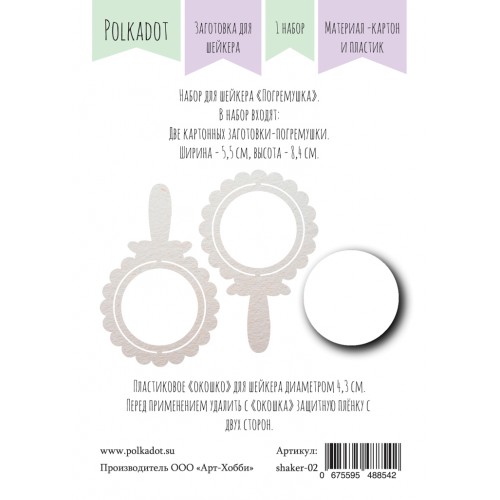 Polkadot
Заготовка для
шейкера
1 набор
Материал -картон
и пластик
Набор для шейкера «Погремушка».
В набор входят:
Две картонных заготовки-погремушки.
Ширина - 5,5 см, высота - 8,4 см.
Пластиковое «окошко» для шейкера диаметром 4,3 см.
Перед применением удалить с «окошка» защитную плёнку с
двух сторон.
www.polkadot.su
Производитель ООО «Арт-Хобби»
Артикул:
shaker-02
0 675595 488542